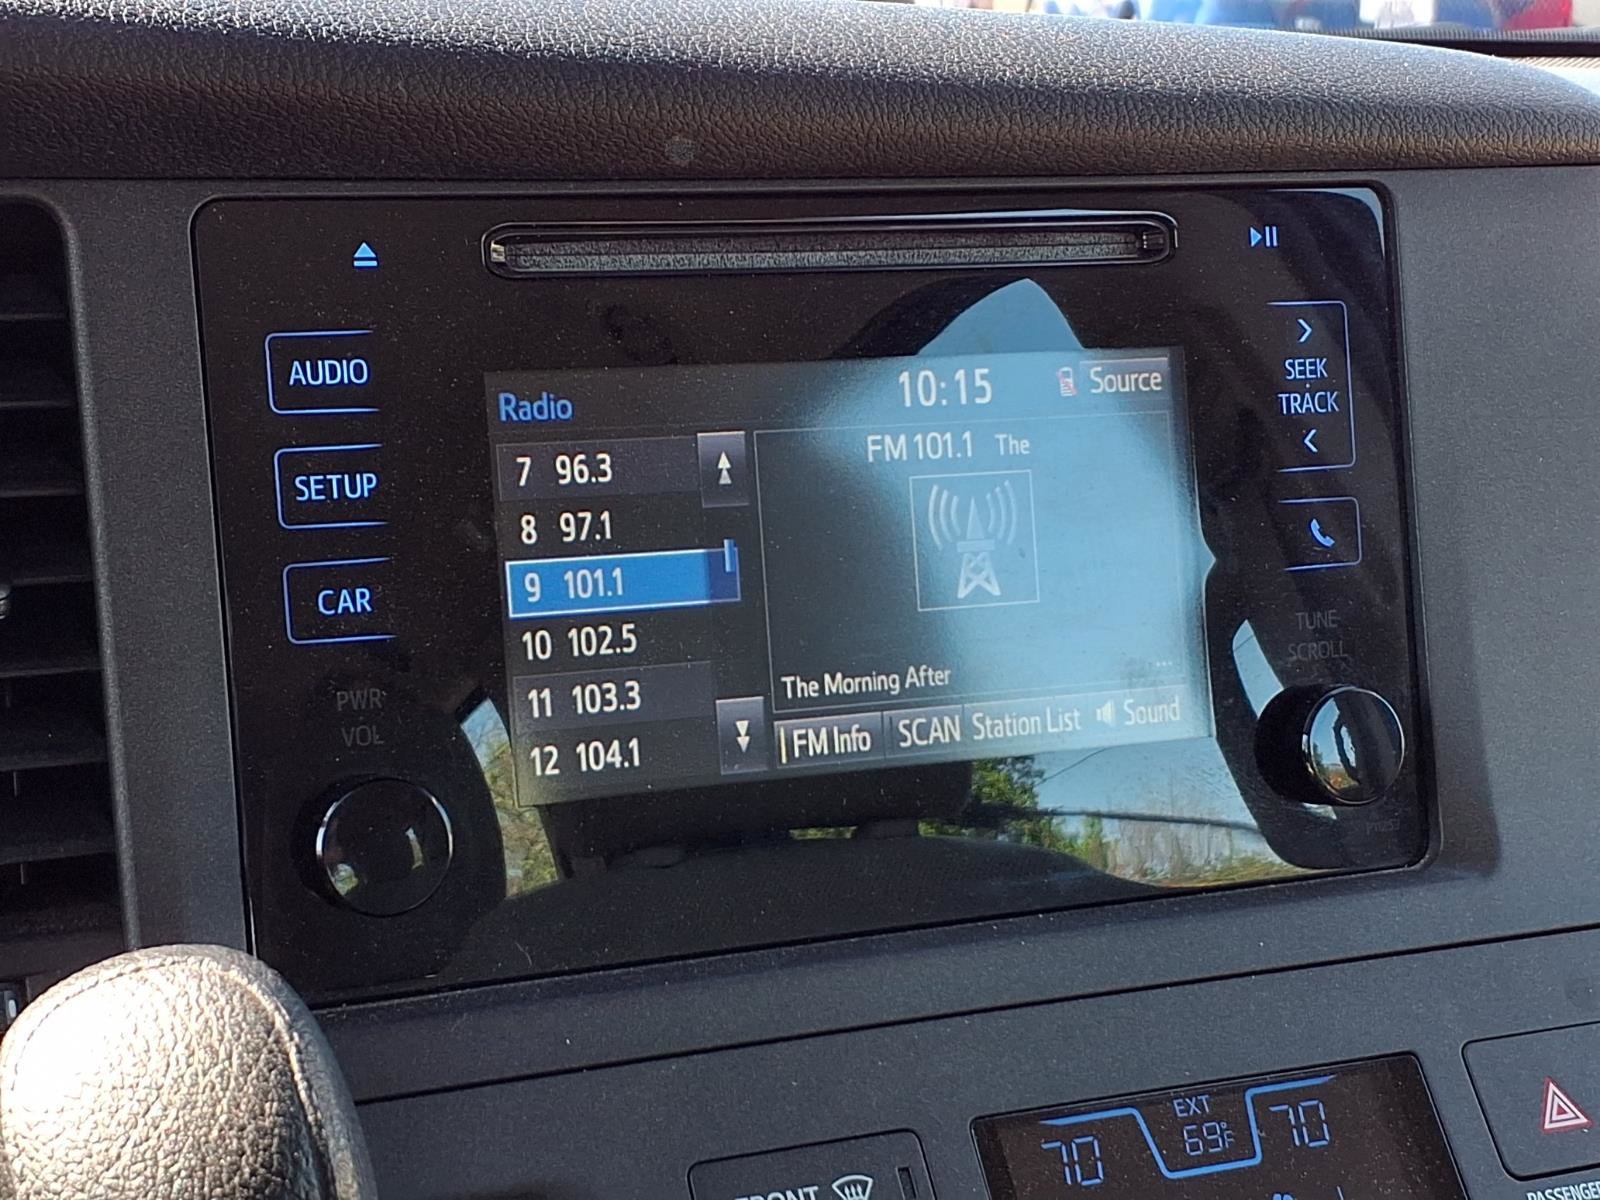 AUDIO
SETUP
CAR
PWR
VOL
Radio
10:15
Source
7 96.3
8 97.1
9 101.1
10 102.5
11 103.3
12 104.1
FM 101.1 The
The Morning After
...
FM Info
SCAN
Station List
Sound
SEEK
TRACK
TUNE
SCROLL
70
EXT
69°F
70
FRONT
PASSENGER